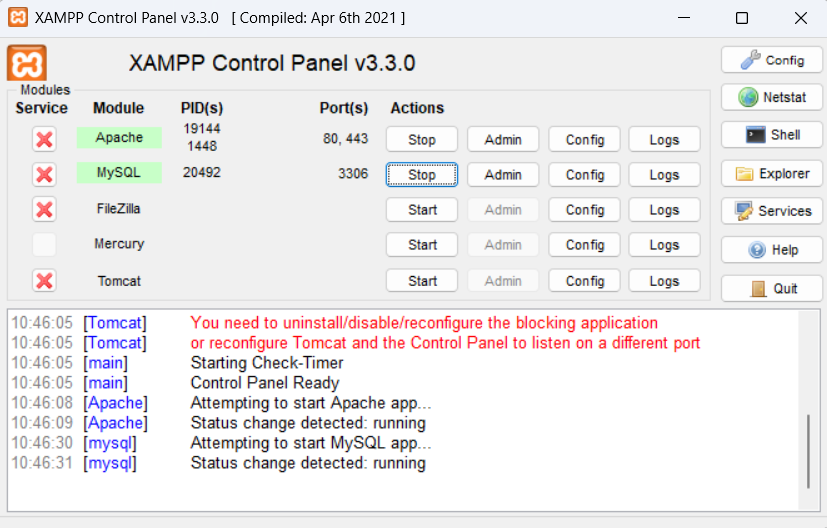 XAMPP Control Panel v3.3.0 [ Compiled: Apr 6th 2021 ]
XAMPP Control Panel v3.3.0
Config
Modules
Service Module PID(s) Port(s) Actions
Netstat
Apache 19144 1448 80, 443 Stop Admin Config Logs
Shell
MySQL 20492 3306 Stop Admin Config Logs
Explorer
FileZilla Start Admin Config Logs
Services
Mercury Start Admin Config Logs
Help
Tomcat Start Admin Config Logs
Quit
10:46:05 [Tomcat] You need to uninstall/disable/reconfigure the blocking application
10:46:05 [Tomcat] or reconfigure Tomcat and the Control Panel to listen on a different port
10:46:05 [main] Starting Check-Timer
10:46:05 [main] Control Panel Ready
10:46:08 [Apache] Attempting to start Apache app...
10:46:09 [Apache] Status change detected: running
10:46:30 [mysql] Attempting to start MySQL app...
10:46:31 [mysql] Status change detected: running